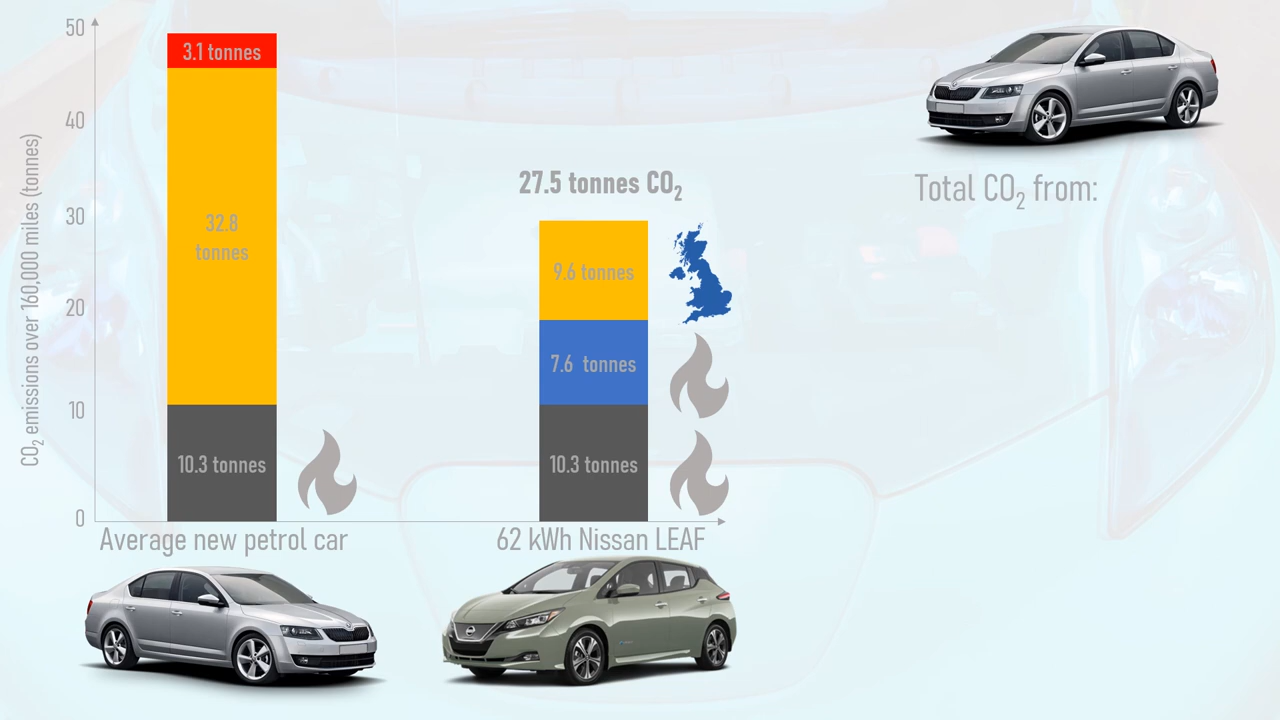 50
40
30
20
10
0
CO₂ emissions over 160,000 miles (tonnes)
3.1 tonnes
32.8
tonnes
10.3 tonnes
27.5 tonnes CO₂
9.6 tonnes
7.6 tonnes
10.3 tonnes
Average new petrol car
62 kWh Nissan LEAF
Total CO₂ from: